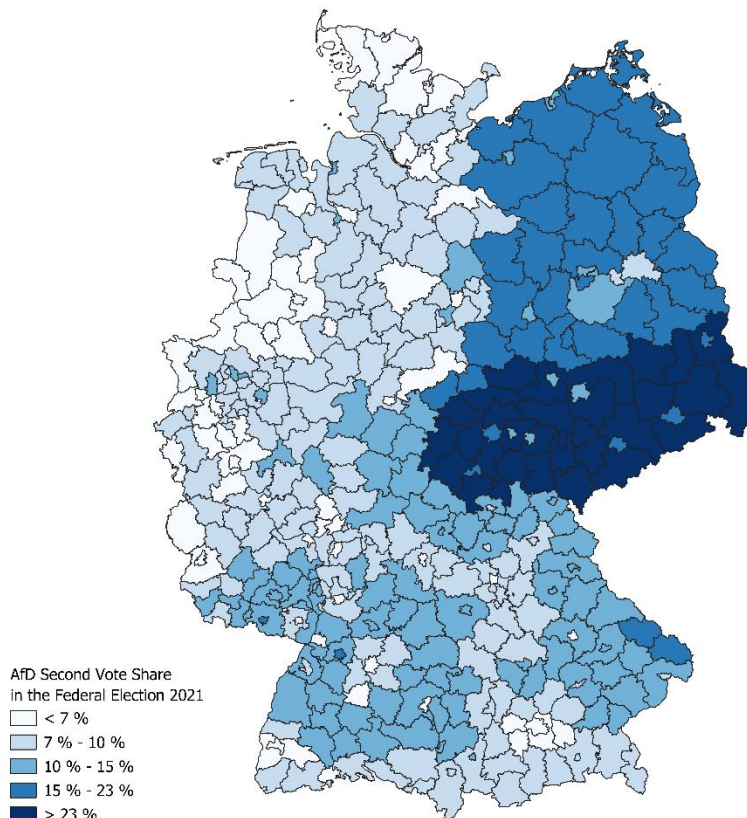 AfD Second Vote Share
in the Federal Election 2021
< 7 %
7 % - 10 %
10 % - 15 %
15 % - 23 %
> 23 %